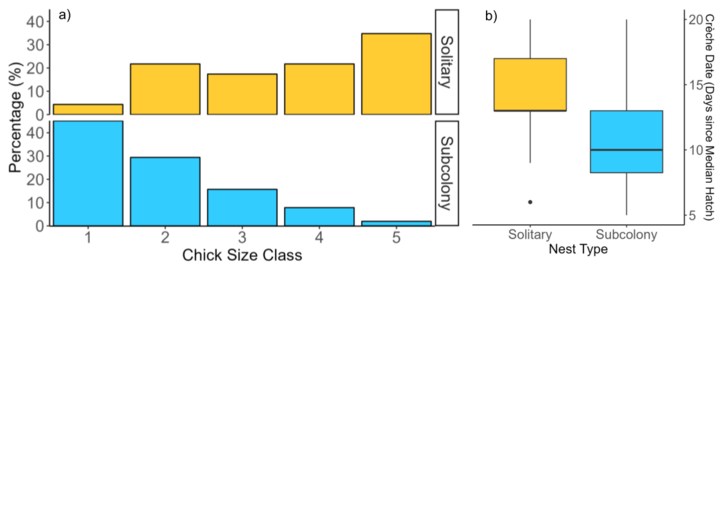 a)
Percentage (%)
40
30
20
10
0
Solitary
40
30
20
10
0
Subcolony
1 2 3 4 5
Chick Size Class
b)
20
15
10
5
Crèche Date (Days since Median Hatch)
Solitary Subcolony
Nest Type